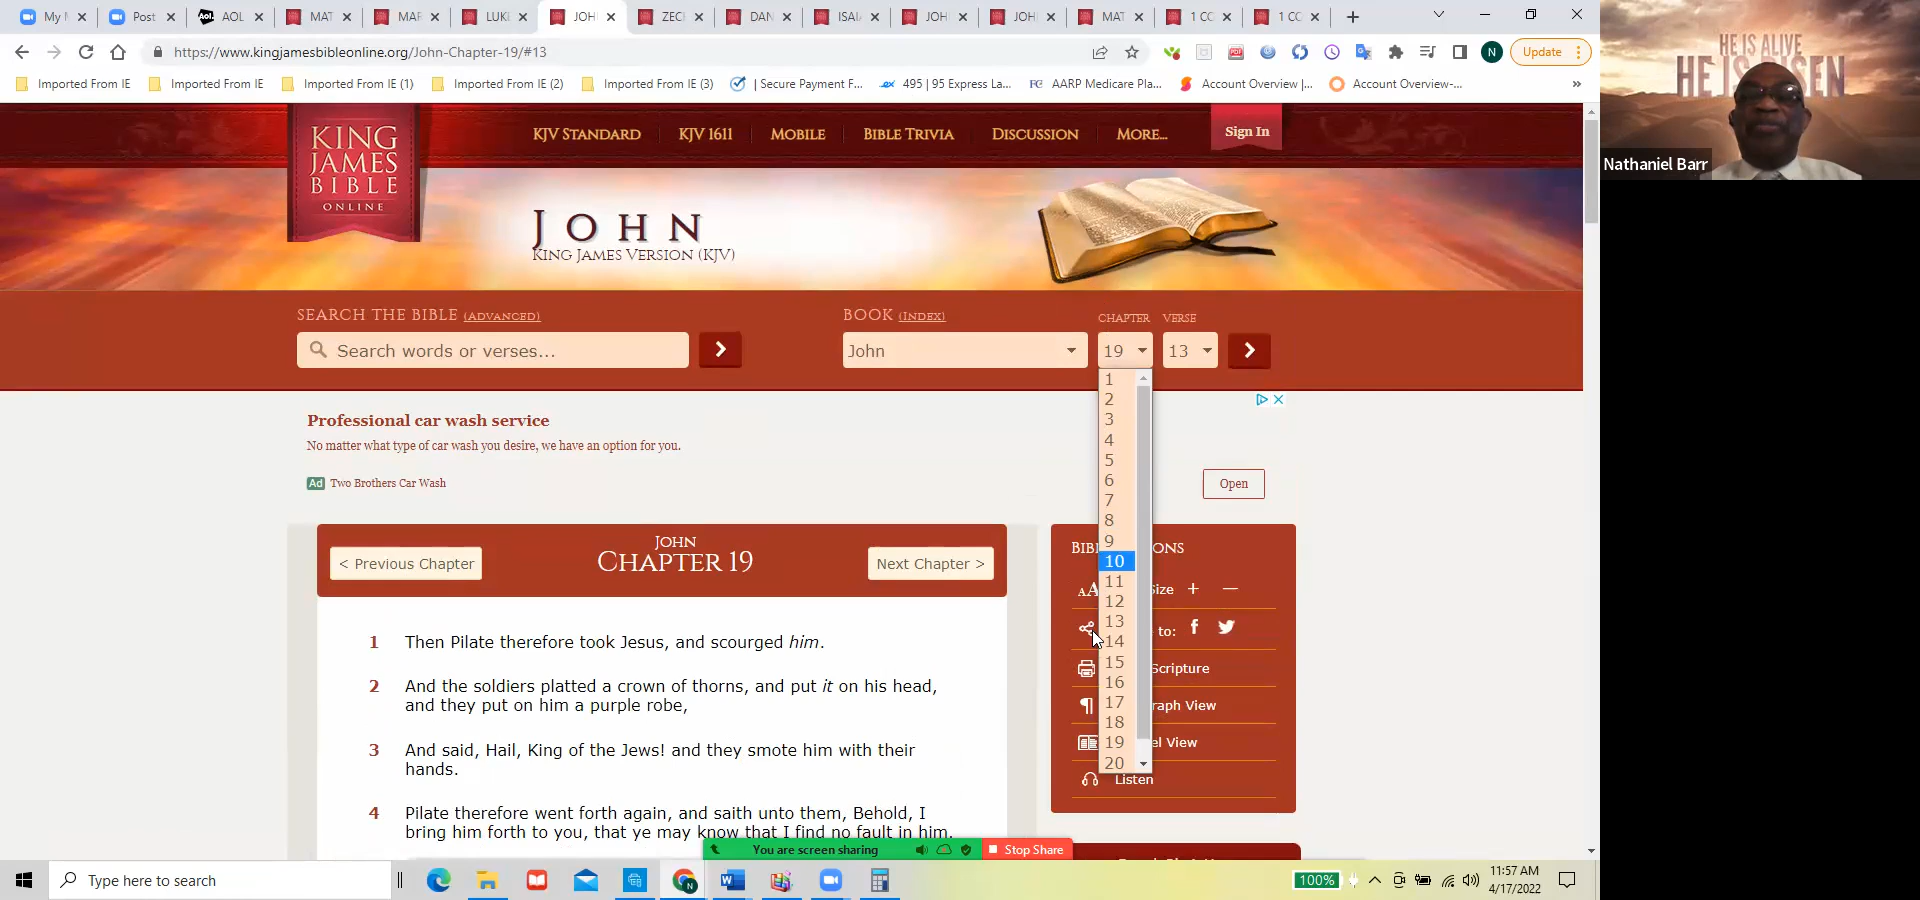 My N
Post
AOL
MAT
MAR
LUKE
JOHN
ZECH
DAN
ISAIA
JOH
JOH
MAT
1 CO
1 CO
https://www.kingjamesbibleonline.org/John-Chapter-19/#13
N
Update
Imported From IE
Imported From IE
Imported From IE (1)
Imported From IE (2)
Imported From IE (3)
| Secure Payment F...
495 | 95 Express La...
AARP Medicare Pla...
Account Overview |...
Account Overview-...
»
HE IS ALIVE
HE IS RISEN
Nathaniel Barr
KING
JAMES
BIBLE
ONLINE
KJV STANDARD
KJV 1611
MOBILE
BIBLE TRIVIA
DISCUSSION
MORE...
Sign In
JOHN
KING JAMES VERSION (KJV)
SEARCH THE BIBLE (ADVANCED)
Search words or verses...
BOOK (INDEX)
John
CHAPTER
19
VERSE
13
1
2
3
4
5
6
7
8
9
10
11
12
13
14
15
16
17
18
19
20
Professional car wash service
No matter what type of car wash you desire, we have an option for you.
Ad Two Brothers Car Wash
Open
< Previous Chapter
JOHN
CHAPTER 19
Next Chapter >
1 Then Pilate therefore took Jesus, and scourged him.
2 And the soldiers platted a crown of thorns, and put it on his head,
and they put on him a purple robe,
3 And said, Hail, King of the Jews! and they smote him with their
hands.
4 Pilate therefore went forth again, and saith unto them, Behold, I
bring him forth to you, that ye may know that I find no fault in him.
BIB
ONS
AA
Size + —
to:
Scripture
raph View
el View
Listen
You are screen sharing
Stop Share
Type here to search
100%
11:57 AM
4/17/2022